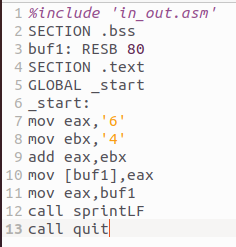 1 %include 'in_out.asm'
2 SECTION .bss
3 buf1: RESB 80
4 SECTION .text
5 GLOBAL _start
6 _start:
7 mov eax,'6'
8 mov ebx,'4'
9 add eax,ebx
10 mov [buf1],eax
11 mov eax,buf1
12 call sprintLF
13 call quit